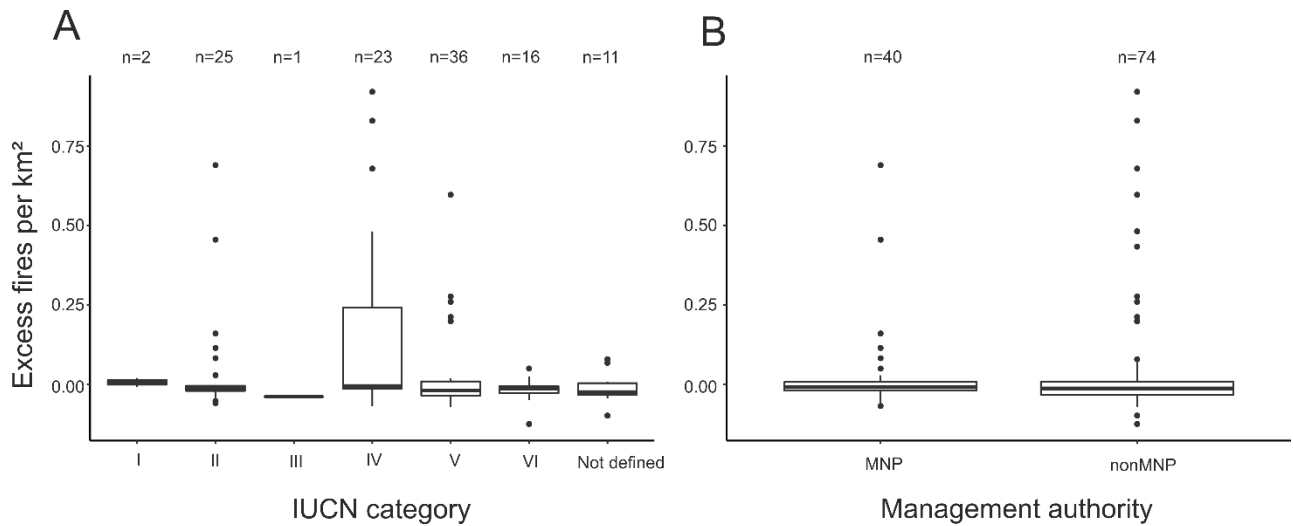 A
B
n=2 n=25 n=1 n=23 n=36 n=16 n=11
n=40 n=74
Excess fires per km²
0.75
0.50
0.25
0.00
0.75
0.50
0.25
0.00
I II III IV V VI Not defined
MNP nonMNP
IUCN category
Management authority